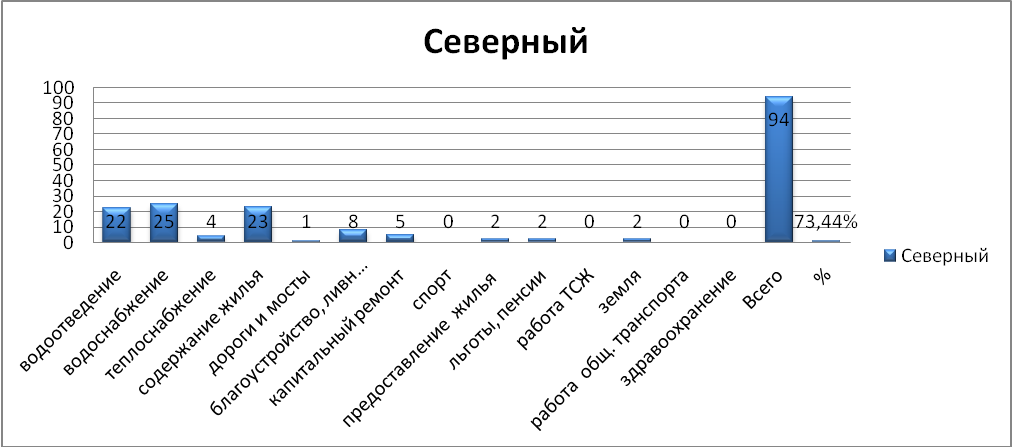 Северный
100
90
80
70
60
50
40
30
20
10
0
22
25
4
23
1
8
5
0
2
2
0
2
0
0
94
73,44%
водоотведение
водоснабжение
теплоснабжение
содержание жилья
дороги и мосты
благоустройство, ливн...
капитальный ремонт
спорт
предоставление жилья
льготы, пенсии
работа ТСЖ
земля
работа общ. транспорта
здравоохранение
Всего
%
Северный